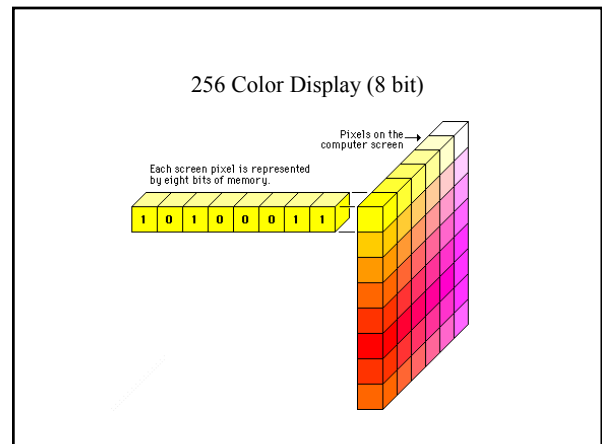 256 Color Display (8 bit)
Pixels on the
computer screen
Each screen pixel is represented
by eight bits of memory.
1 0 1 0 0 0 1 1